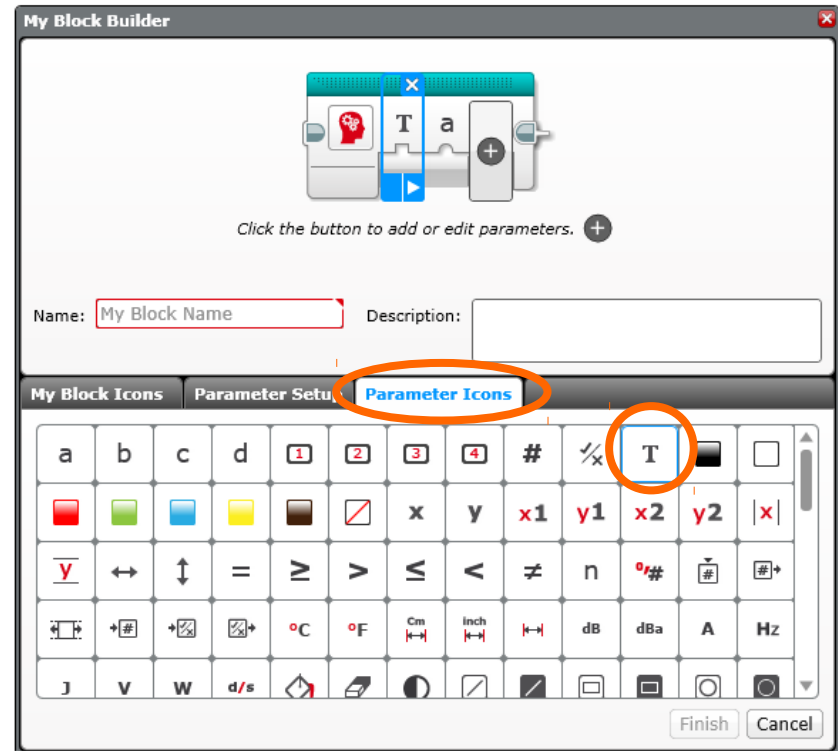 My Block Builder
T a
Click the button to add or edit parameters.
Name: My Block Name Description:
My Block Icons Parameter Setup Parameter Icons
a b c d 1 2 3 4 # T
x y x1 y1 x2 y2 |x|
y = ≥ > ≤ < ≠ n °/# #
# °C °F Cm inch dB dBa A Hz
J V W d/s
Finish Cancel